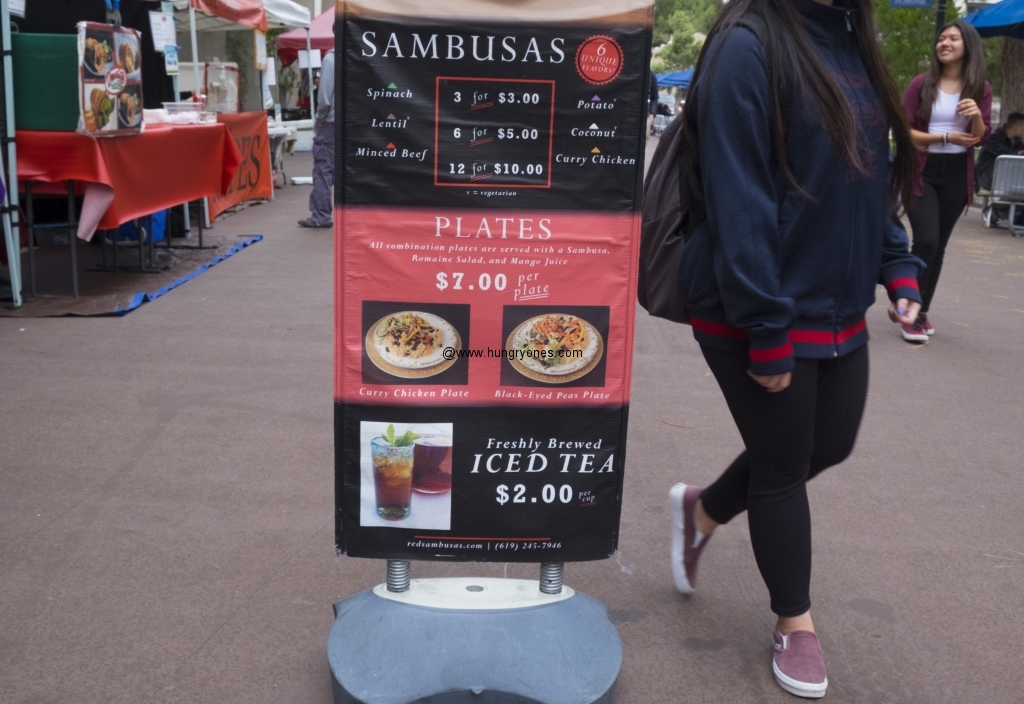 SAMBUSAS
6
UNIQUE
FLAVORS!
Spinach v
Lentil v
Minced Beef
3 for $3.00
6 for $5.00
12 for $10.00
Potato v
Coconut v
Curry Chicken
v = vegetarian
PLATES
All combination plates are served with a Sambusa,
Romaine Salad, and Mango Juice
$7.00 per
plate
@www.hungryones.com
Curry Chicken Plate
Black-Eyed Peas Plate
Freshly Brewed
ICED TEA
$2.00 per
cup
redsambusas.com | (619) 245-7946